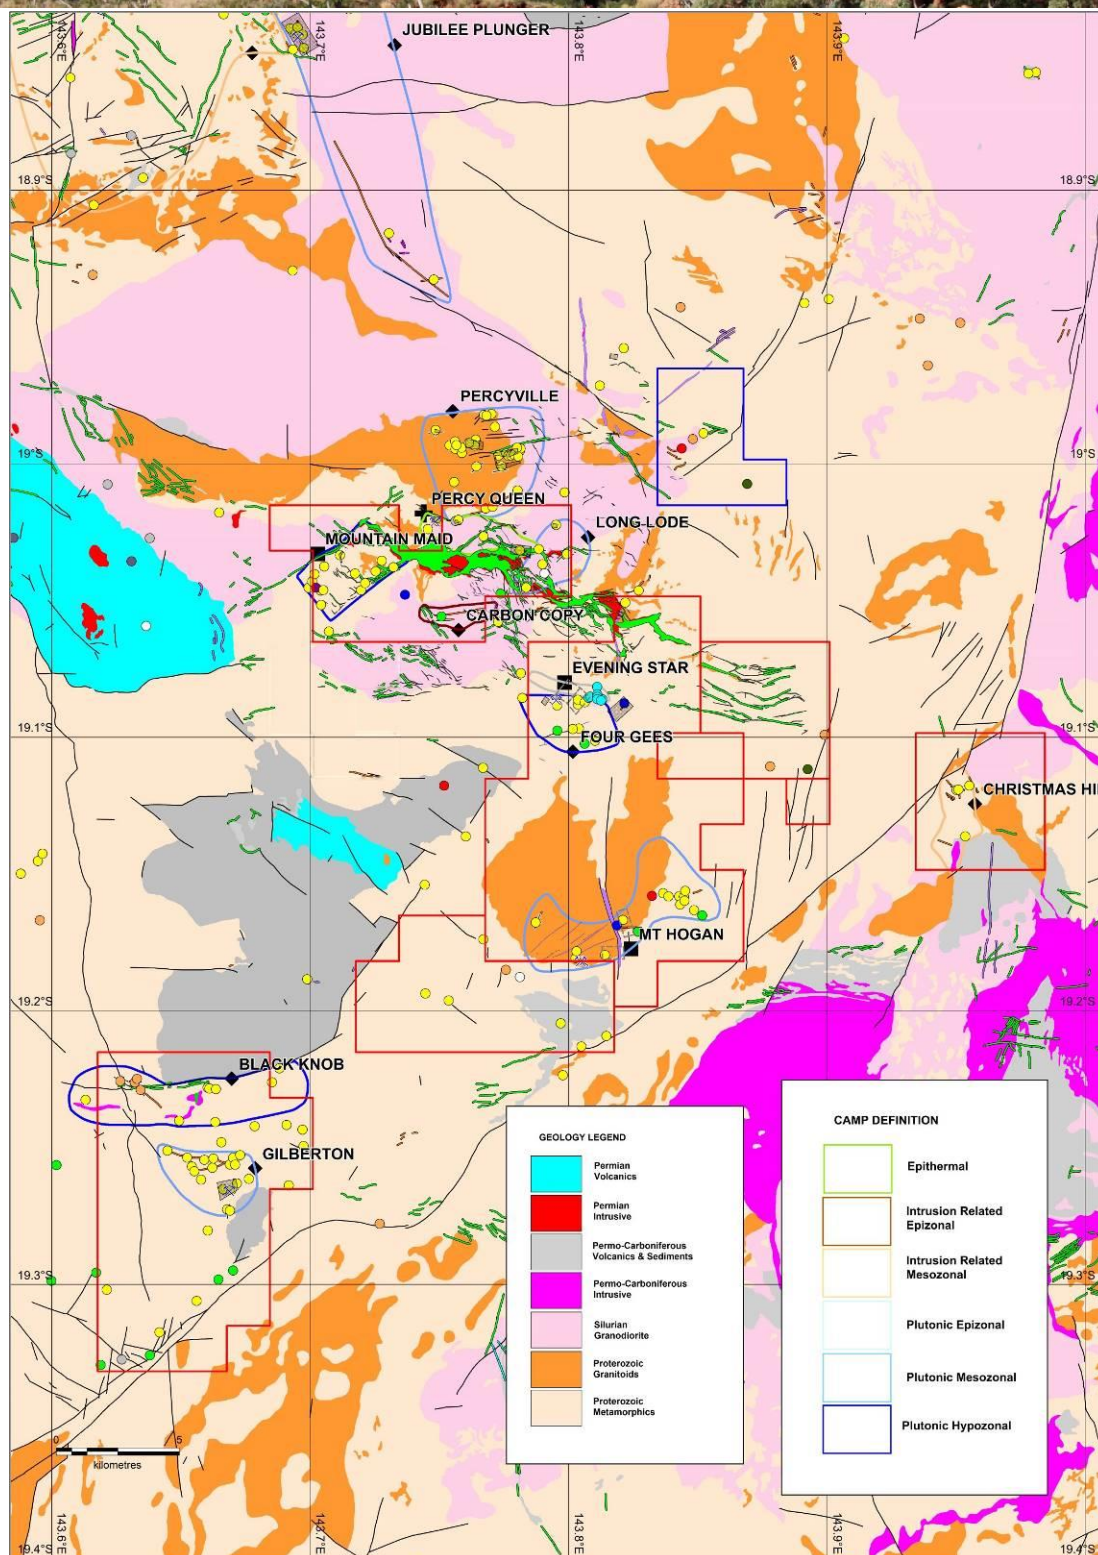 143.6°E
143.7°E
143.8°E
143.9°E
JUBILEE PLUNGER
18.9°S
18.9°S
PERCYVILLE
19°S
19°S
PERCY QUEEN
LONG LODE
MOUNTAIN MAID
CARBON COPY
EVENING STAR
19.1°S
19.1°S
FOUR GEES
CHRISTMAS HI
MT HOGAN
19.2°S
19.2°S
BLACK KNOB
GILBERTON
GEOLOGY LEGEND
Permian
Volcanics
Permian
Intrusive
Permo-Carboniferous
Volcanics & Sediments
Permo-Carboniferous
Intrusive
Silurian
Granodiorite
Proterozoic
Granitoids
Proterozoic
Metamorphics
CAMP DEFINITION
Epithermal
Intrusion Related
Epizonal
Intrusion Related
Mesozonal
Plutonic Epizonal
Plutonic Mesozonal
Plutonic Hypozonal
19.3°S
19.3°S
0 5
kilometres
143.6°E
143.7°E
143.8°E
143.9°E
19.4°S
19.4°S